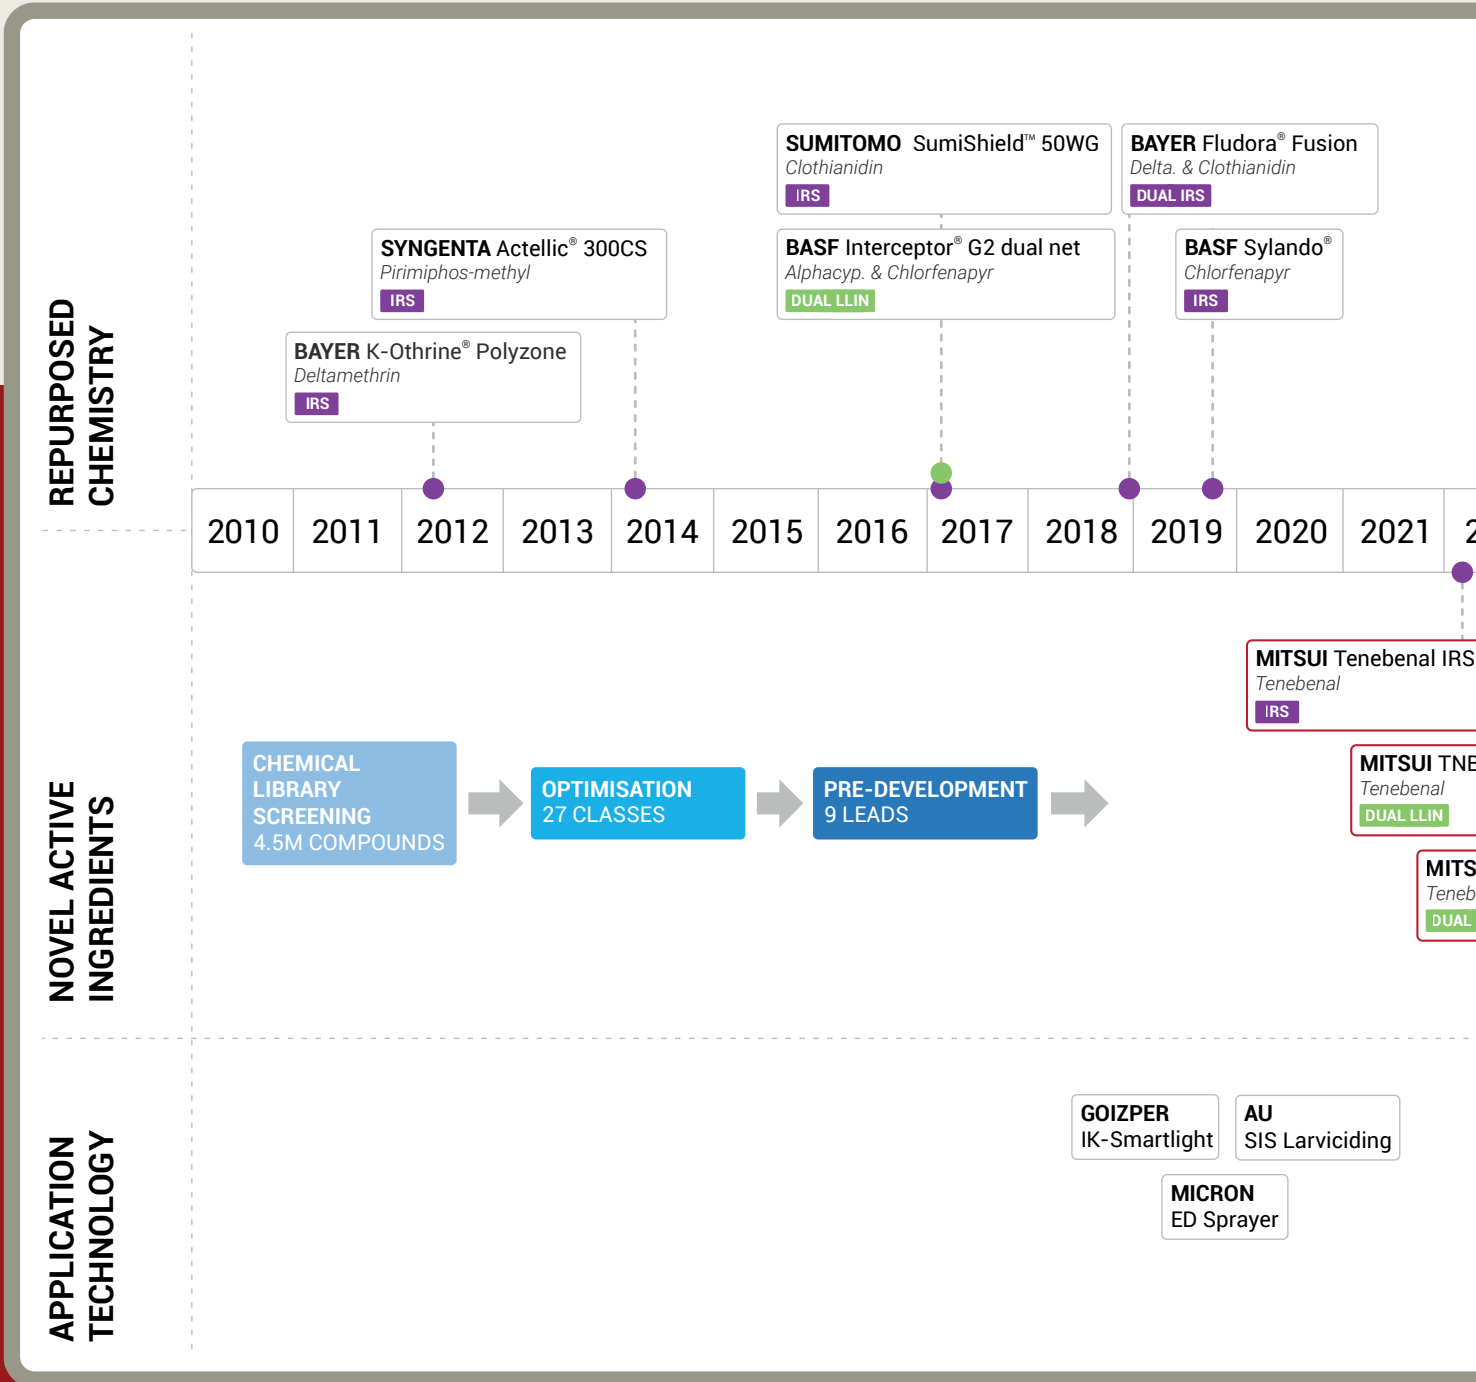 REPURPOSED
CHEMISTRY
SUMITOMO SumiShield™ 50WG
Clothianidin
IRS
BAYER Fludora® Fusion
Delta. & Clothianidin
DUAL IRS
SYNGENTA Actellic® 300CS
Pirimiphos-methyl
IRS
BASF Interceptor® G2 dual net
Alphacyp. & Chlorfenapyr
DUAL LLIN
BASF Sylando®
Chlorfenapyr
IRS
BAYER K-Othrine® Polyzone
Deltamethrin
IRS
2010 2011 2012 2013 2014 2015 2016 2017 2018 2019 2020 2021
NOVEL ACTIVE
INGREDIENTS
MITSUI Tenebenal IRS
Tenebenal
IRS
CHEMICAL
LIBRARY
SCREENING
4.5M COMPOUNDS
OPTIMISATION
27 CLASSES
PRE-DEVELOPMENT
9 LEADS
MITSUI
Tenebenal
DUAL LLIN
DUAL
APPLICATION
TECHNOLOGY
GOIZPER
IK-Smartlight
AU
SIS Larviciding
MICRON
ED Sprayer